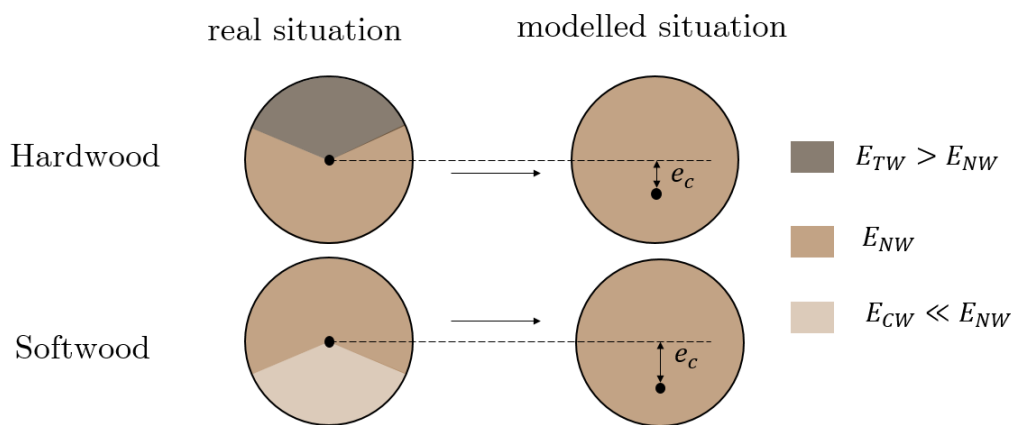 real situation
modelled situation
Hardwood
e_c
E_TW > E_NW
E_NW
E_CW ≪ E_NW
Softwood
e_c